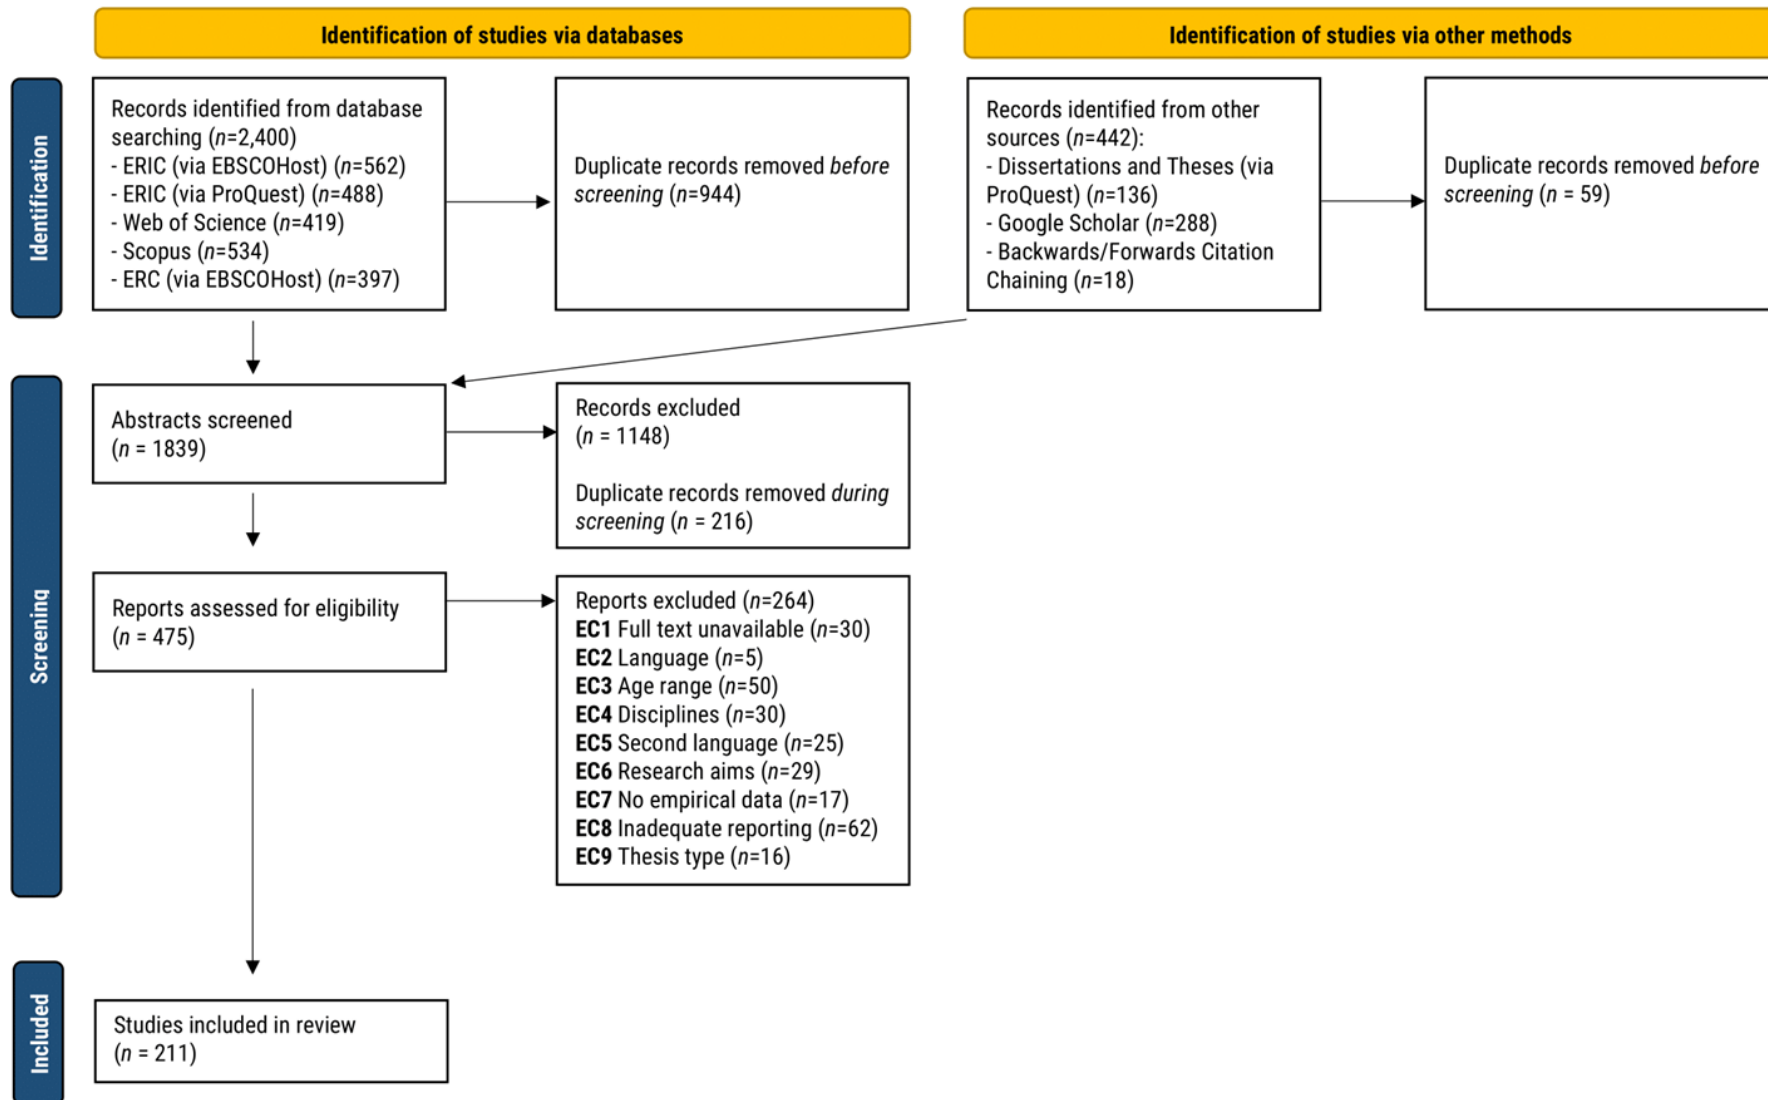 Identification of studies via databases
Identification of studies via other methods
Identification
Records identified from database
searching (n=2,400)
- ERIC (via EBSCOHost) (n=562)
- ERIC (via ProQuest) (n=488)
- Web of Science (n=419)
- Scopus (n=534)
- ERC (via EBSCOHost) (n=397)
Duplicate records removed before
screening (n=944)
Records identified from other
sources (n=442):
- Dissertations and Theses (via
ProQuest) (n=136)
- Google Scholar (n=288)
- Backwards/Forwards Citation
Chaining (n=18)
Duplicate records removed before
screening (n = 59)
Screening
Abstracts screened
(n = 1839)
Records excluded
(n = 1148)
Duplicate records removed during
screening (n = 216)
Reports assessed for eligibility
(n = 475)
Reports excluded (n=264)
EC1 Full text unavailable (n=30)
EC2 Language (n=5)
EC3 Age range (n=50)
EC4 Disciplines (n=30)
EC5 Second language (n=25)
EC6 Research aims (n=29)
EC7 No empirical data (n=17)
EC8 Inadequate reporting (n=62)
EC9 Thesis type (n=16)
Included
Studies included in review
(n = 211)